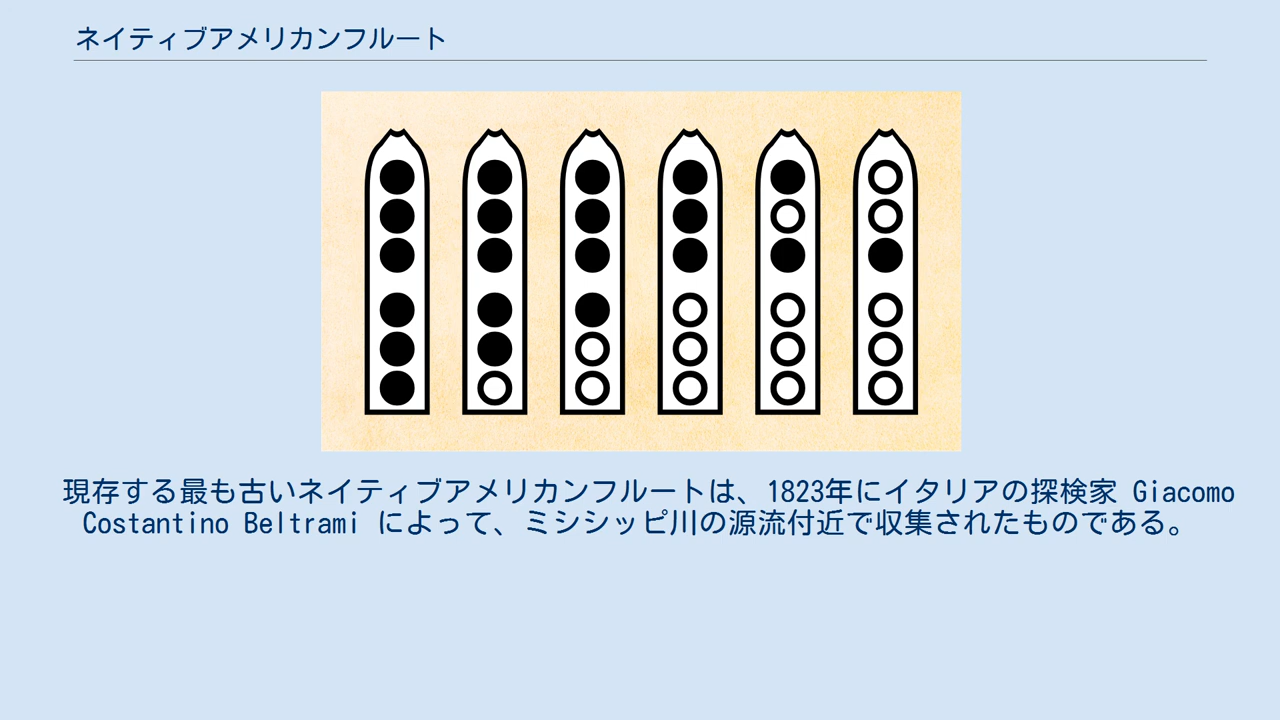 ネイティブアメリカンフルート
現存する最も古いネイティブアメリカンフルートは、1823年にイタリアの探検家 Giacomo
Costantino Beltrami によって、ミシシッピ川の源流付近で収集されたものである。